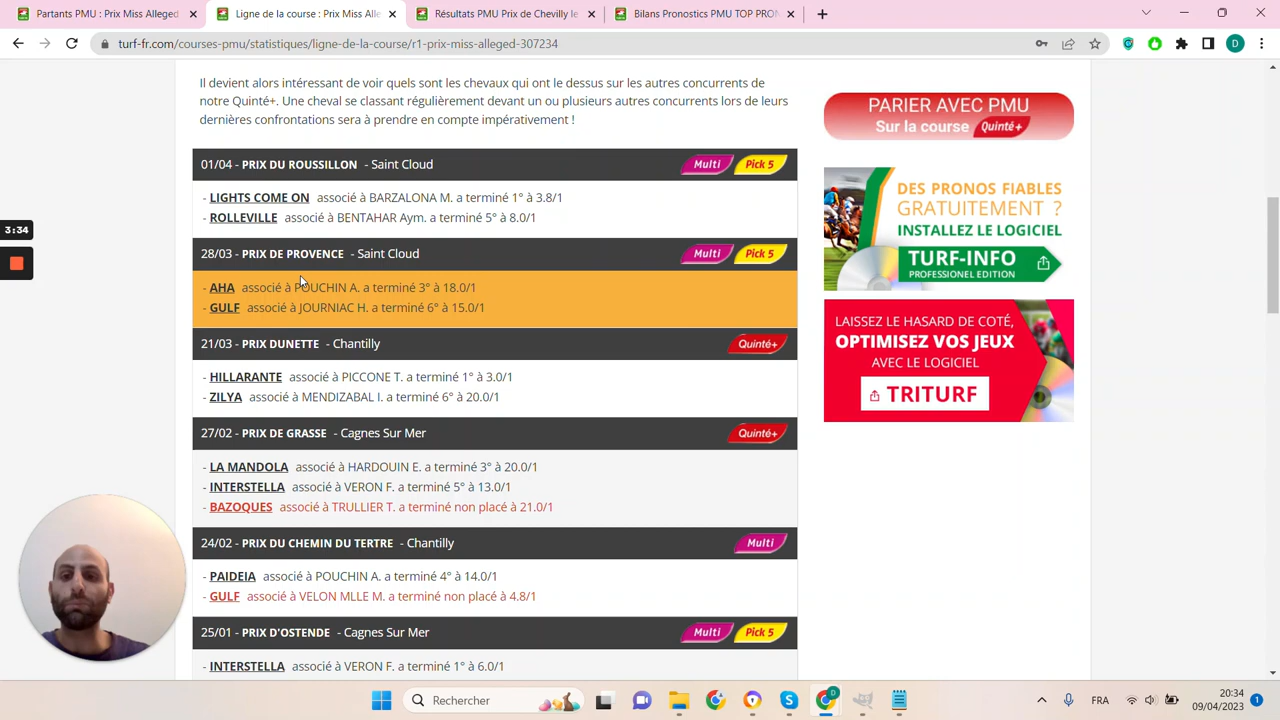 Partants PMU : Prix Miss Alleged
Ligne de la course : Prix Miss Alle
Résultats PMU Prix de Chevilly le
Bilans Pronostics PMU TOP PRON
turf-fr.com/courses-pmu/statistiques/ligne-de-la-course/r1-prix-miss-alleged-307234
D
Il devient alors intéressant de voir quels sont les chevaux qui ont le dessus sur les autres concurrents de
notre Quinté+. Une cheval se classant régulièrement devant un ou plusieurs autres concurrents lors de leurs
dernières confrontations sera à prendre en compte impérativement !
PARIER AVEC PMU
Sur la course Quinté+
01/04 - PRIX DU ROUSSILLON - Saint Cloud Multi Pick 5
- LIGHTS COME ON associé à BARZALONA M. a terminé 1° à 3.8/1
- ROLLEVILLE associé à BENTAHAR Aym. a terminé 5° à 8.0/1
DES PRONOS FIABLES
GRATUITEMENT ?
INSTALLEZ LE LOGICIEL
TURF-INFO
PROFESSIONEL EDITION
3:34
28/03 - PRIX DE PROVENCE - Saint Cloud Multi Pick 5
- AHA associé à POUCHIN A. a terminé 3° à 18.0/1
- GULF associé à JOURNIAC H. a terminé 6° à 15.0/1
LAISSEZ LE HASARD DE COTÉ,
OPTIMISEZ VOS JEUX
AVEC LE LOGICIEL
TRITURF
21/03 - PRIX DUNETTE - Chantilly Quinté+
- HILLARANTE associé à PICCONE T. a terminé 1° à 3.0/1
- ZILYA associé à MENDIZABAL I. a terminé 6° à 20.0/1
27/02 - PRIX DE GRASSE - Cagnes Sur Mer Quinté+
- LA MANDOLA associé à HARDOUIN E. a terminé 3° à 20.0/1
- INTERSTELLA associé à VERON F. a terminé 5° à 13.0/1
- BAZOQUES associé à TRULLIER T. a terminé non placé à 21.0/1
24/02 - PRIX DU CHEMIN DU TERTRE - Chantilly Multi
- PAIDEIA associé à POUCHIN A. a terminé 4° à 14.0/1
- GULF associé à VELON MLLE M. a terminé non placé à 4.8/1
25/01 - PRIX D'OSTENDE - Cagnes Sur Mer Multi Pick 5
- INTERSTELLA associé à VERON F. a terminé 1° à 6.0/1
Rechercher
FRA
20:34
09/04/2023
1